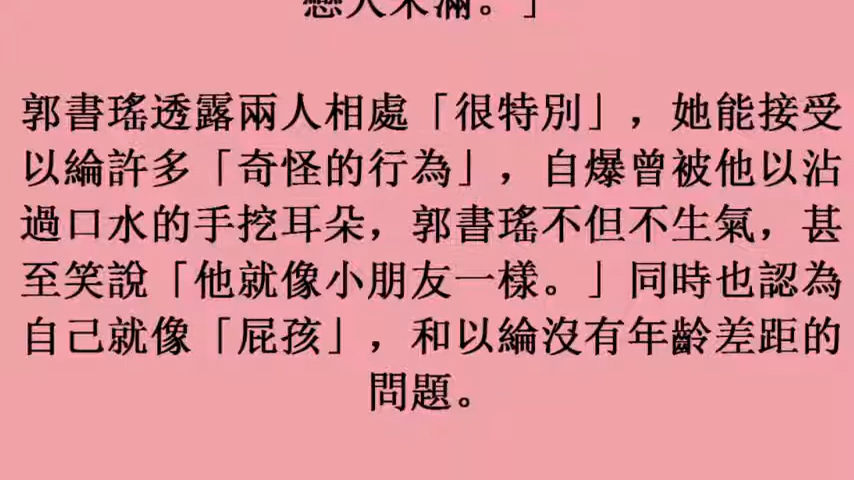 戀人未滿。」
郭書瑤透露兩人相處「很特別」，她能接受
以綸許多「奇怪的行為」，自爆曾被他以沾
過口水的手挖耳朵，郭書瑤不但不生氣，甚
至笑說「他就像小朋友一樣。」同時也認為
自己就像「屁孩」，和以綸沒有年齡差距的
問題。